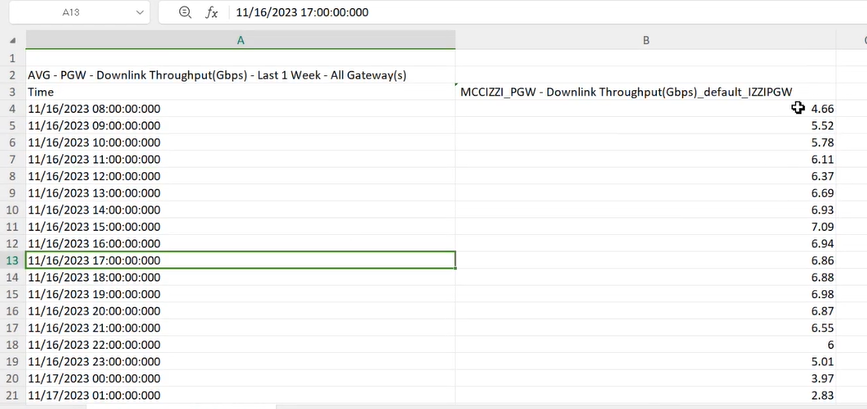 A13 fx 11/16/2023 17:00:00:000
A B
1
2 AVG - PGW - Downlink Throughput(Gbps) - Last 1 Week - All Gateway(s)
3 Time MCCIZZI_PGW - Downlink Throughput(Gbps)_default_IZZIPGW
4 11/16/2023 08:00:00:000 4.66
5 11/16/2023 09:00:00:000 5.52
6 11/16/2023 10:00:00:000 5.78
7 11/16/2023 11:00:00:000 6.11
8 11/16/2023 12:00:00:000 6.37
9 11/16/2023 13:00:00:000 6.69
10 11/16/2023 14:00:00:000 6.93
11 11/16/2023 15:00:00:000 7.09
12 11/16/2023 16:00:00:000 6.94
13 11/16/2023 17:00:00:000 6.86
14 11/16/2023 18:00:00:000 6.88
15 11/16/2023 19:00:00:000 6.98
16 11/16/2023 20:00:00:000 6.87
17 11/16/2023 21:00:00:000 6.55
18 11/16/2023 22:00:00:000 6
19 11/16/2023 23:00:00:000 5.01
20 11/17/2023 00:00:00:000 3.97
21 11/17/2023 01:00:00:000 2.83